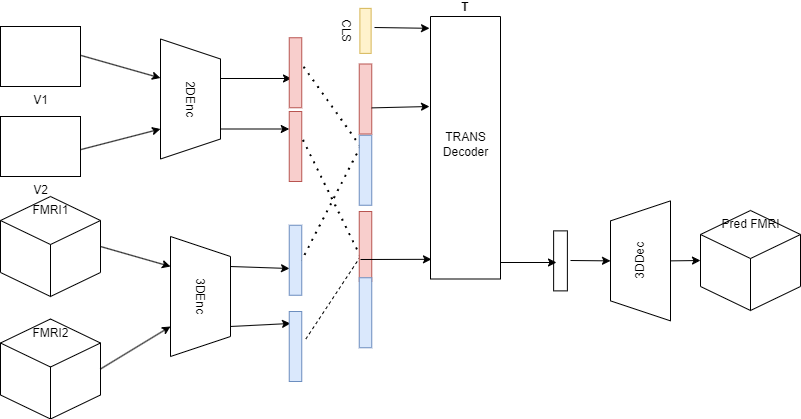 T
CLS
V1
2DEnc
V2
TRANS
Decoder
FMRI1
3DEnc
FMRI2
3DDec
Pred FMRI